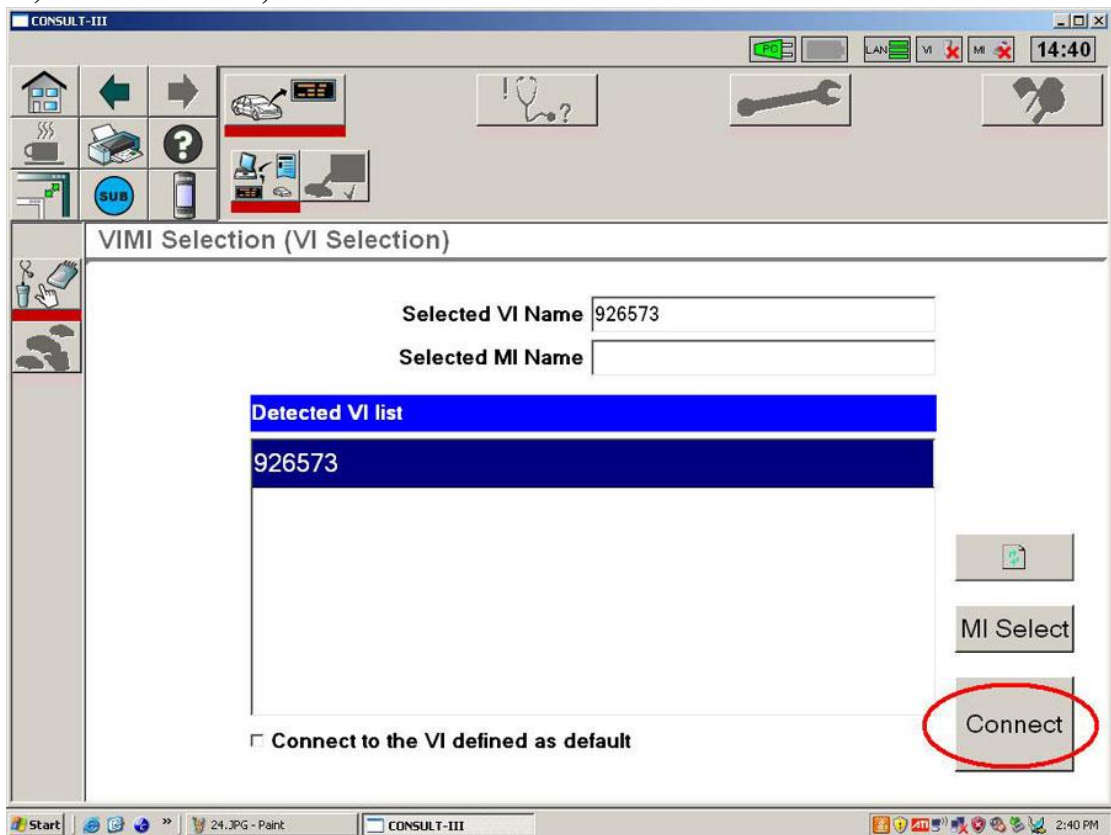 CONSULT-III
PC
LAN
VI
MI
14:40
!
?
?
SUB
VIMI Selection (VI Selection)
Selected VI Name 926573
Selected MI Name
Detected VI list
926573
MI Select
Connect
Connect to the VI defined as default
Start
»
24.JPG - Paint
CONSULT-III
ATI
2:40 PM